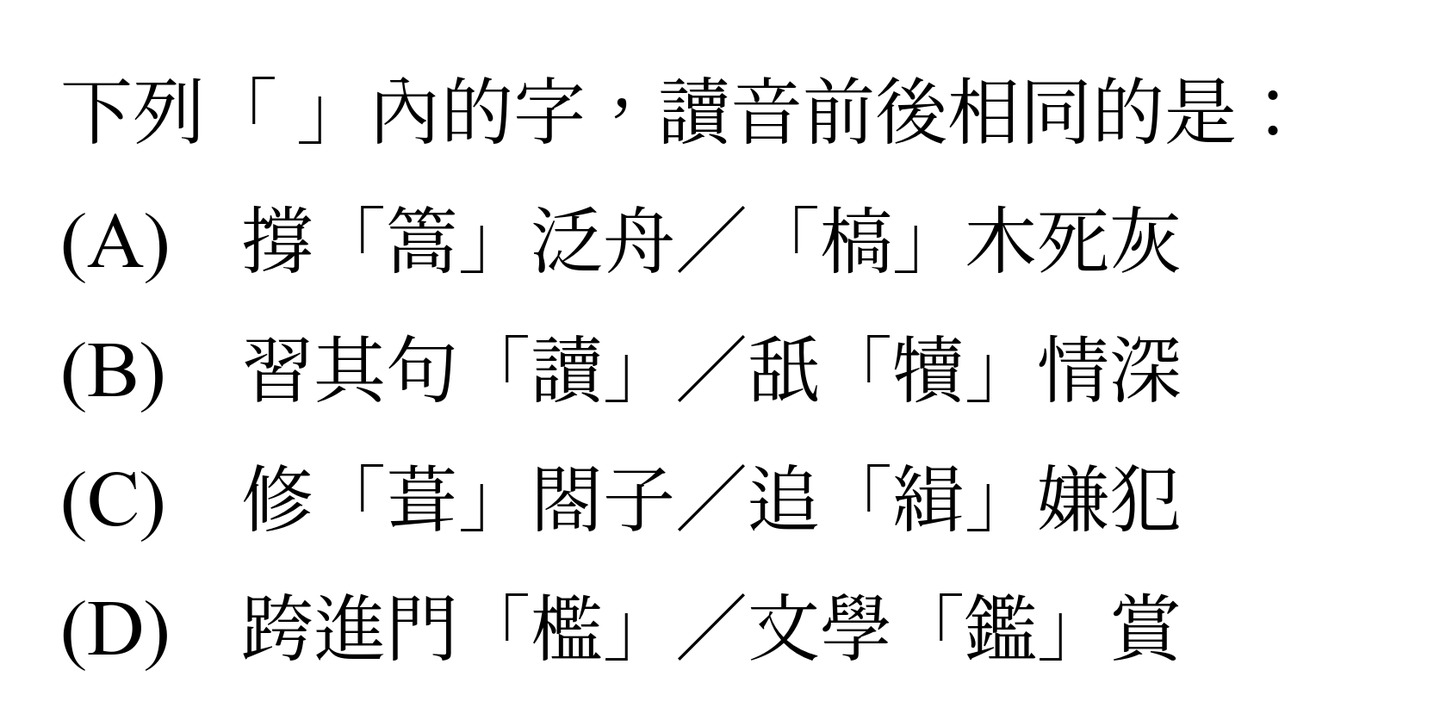 下列「 」內的字，讀音前後相同的是：
(A) 撐「篙」泛舟／「槁」木死灰
(B) 習其句「讀」／舐「犢」情深
(C) 修「葺」閤子／追「緝」嫌犯
(D) 跨進門「檻」／文學「鑑」賞